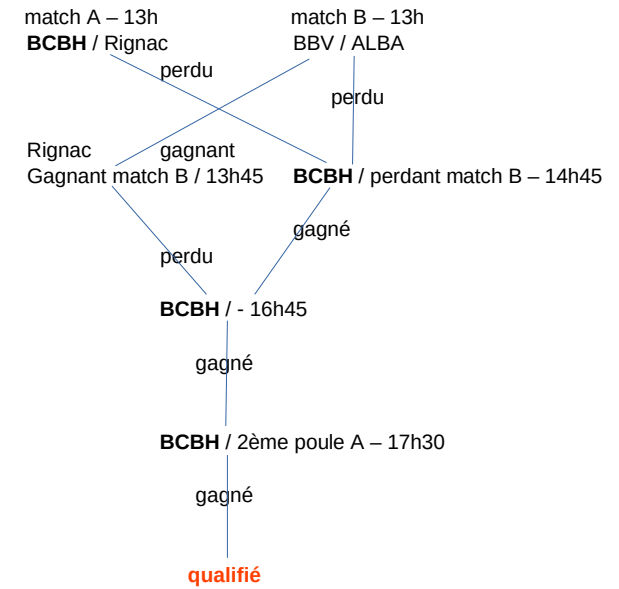 match A – 13h
match B – 13h
BCBH / Rignac
BBV / ALBA
perdu
perdu
Rignac
gagnant
Gagnant match B / 13h45
BCBH / perdant match B – 14h45
gagné
perdu
BCBH / - 16h45
gagné
BCBH / 2ème poule A – 17h30
gagné
qualifié